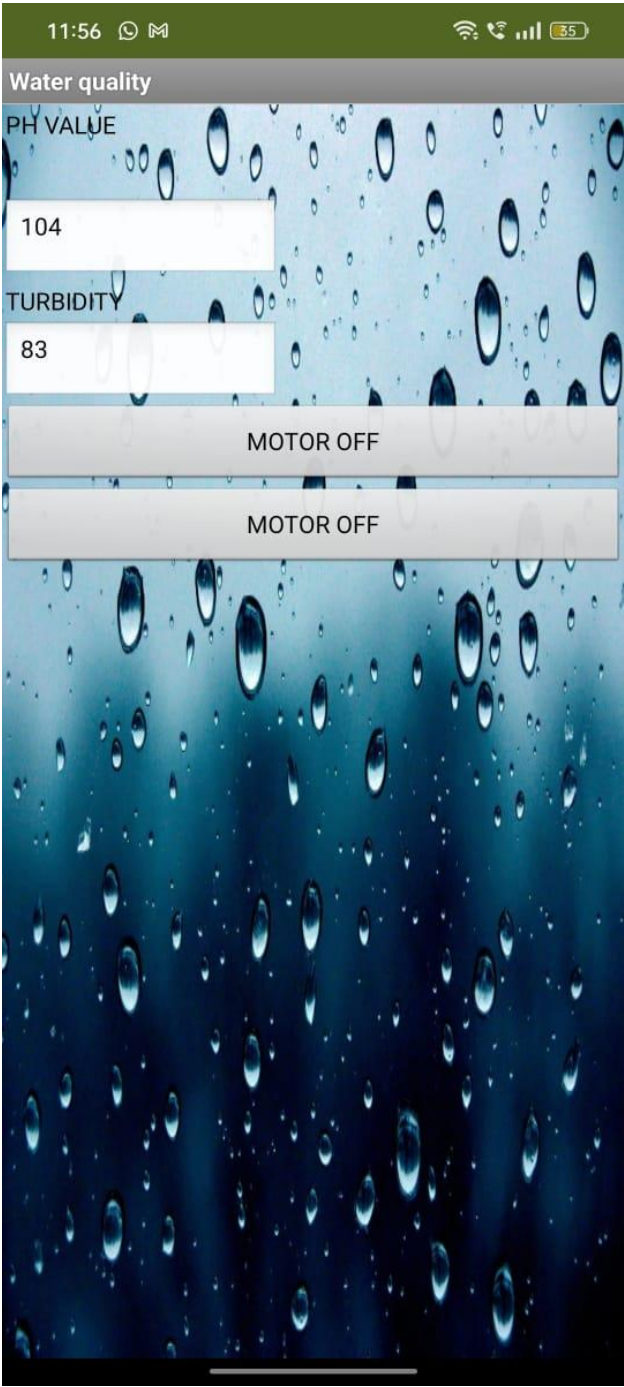 11:56 35
Water quality
PH VALUE
104
TURBIDITY
83
MOTOR OFF
MOTOR OFF